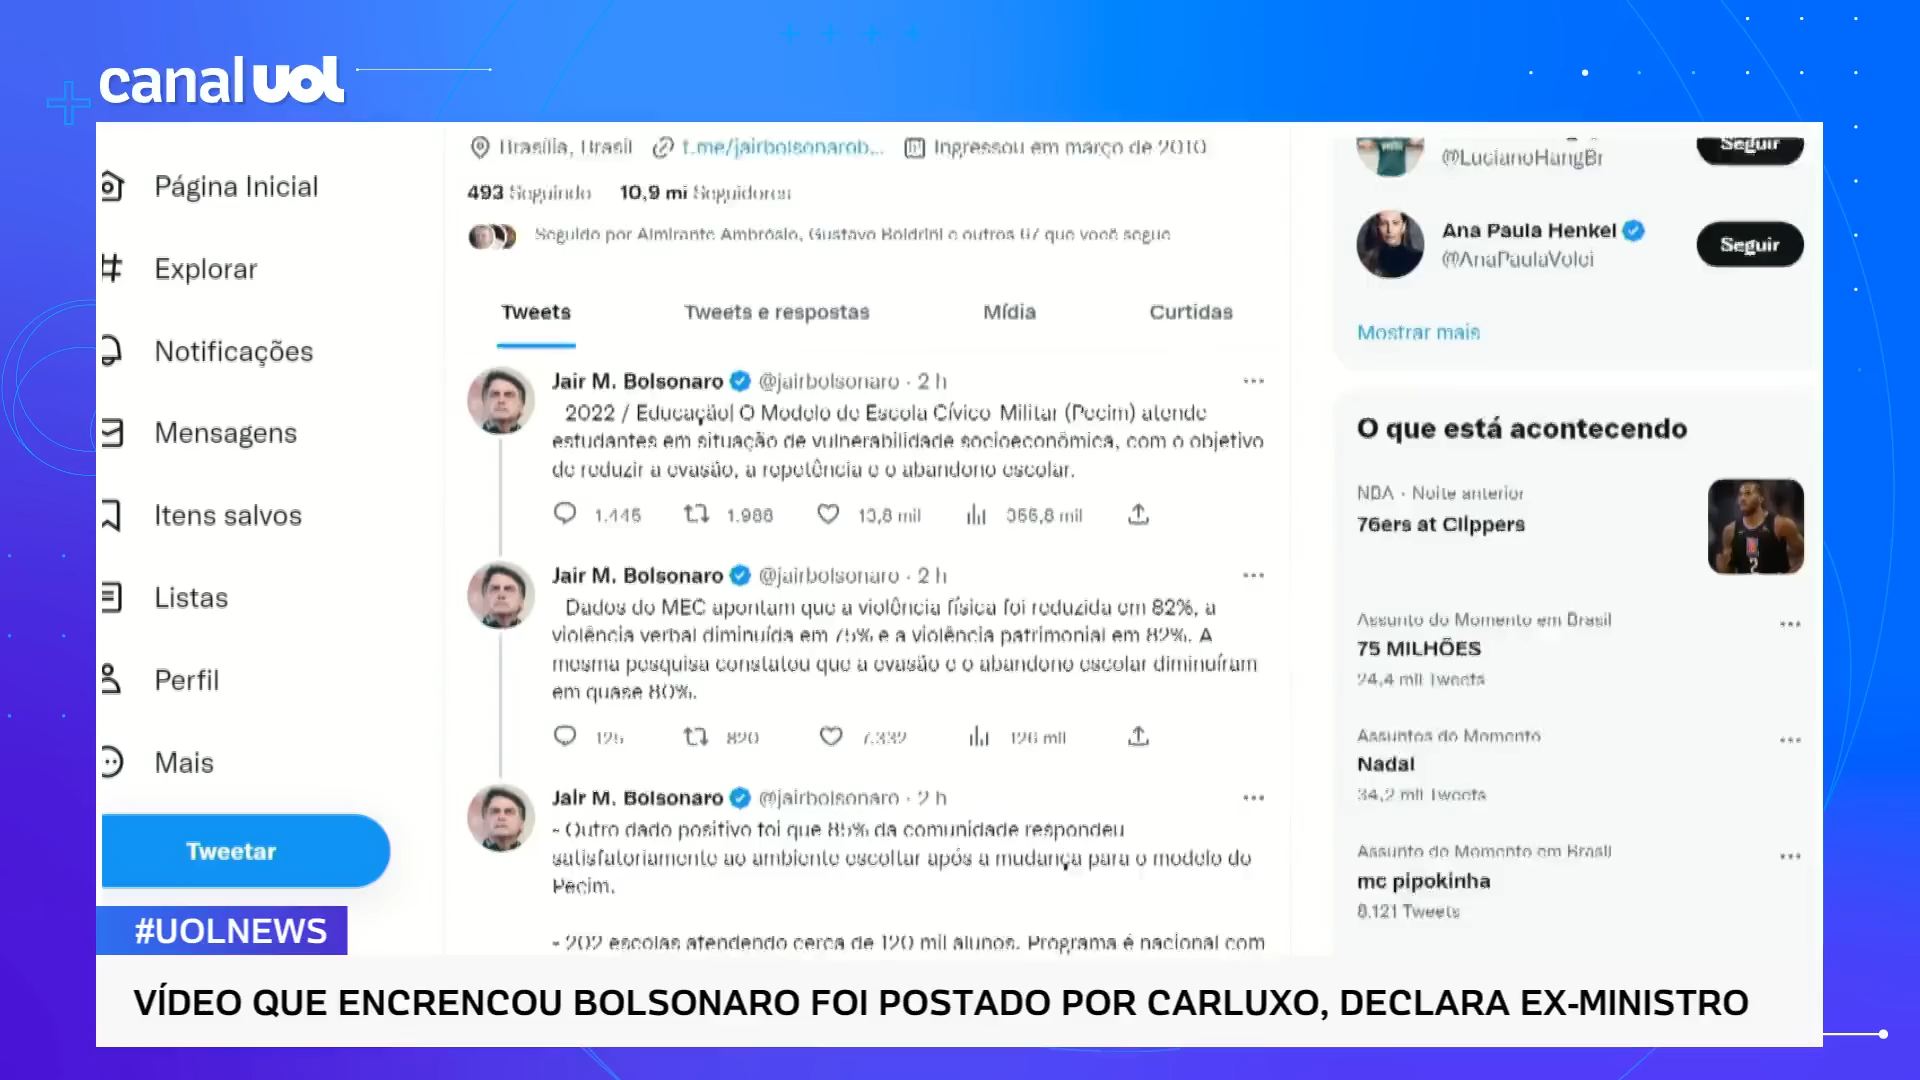 canal uol
Brasília, Brasil t.me/jairbolsonarob... Ingressou em março de 2010
493 Seguindo 10,9 mi Seguidores
Seguido por Almirante Ambrósio, Gustavo Boldrini e outros 67 que você segue
Tweets Tweets e respostas Mídia Curtidas
Página Inicial
Explorar
Notificações
Mensagens
Itens salvos
Listas
Perfil
Mais
Tweetar
Jair M. Bolsonaro @jairbolsonaro · 2 h
2022 / Educação| O Modelo de Escola Cívico Militar (Pecim) atende
estudantes em situação de vulnerabilidade socioeconômica, com o objetivo
de reduzir a evasão, a repetência e o abandono escolar.
1.445 1.988 13,8 mil 366,8 mil
Jair M. Bolsonaro @jairbolsonaro · 2 h
Dados do MEC apontam que a violência física foi reduzida em 82%, a
violência verbal diminuída em 75% e a violência patrimonial em 82%. A
mesma pesquisa constatou que a evasão e o abandono escolar diminuíram
em quase 80%.
125 820 7.332 126 mil
Jair M. Bolsonaro @jairbolsonaro · 2 h
- Outro dado positivo foi que 85% da comunidade respondeu
satisfatoriamente ao ambiente escoltar após a mudança para o modelo do
Pecim.
- 202 escolas atendendo cerca de 120 mil alunos. Programa é nacional com
@LucianoHangBr
Seguir
Ana Paula Henkel
@AnaPaulaVolei
Seguir
Mostrar mais
O que está acontecendo
NBA · Noite anterior
76ers at Clippers
Assunto do Momento em Brasil
75 MILHÕES
24,4 mil Tweets
Assuntos do Momento
Nadal
34,2 mil Tweets
Assunto do Momento em Brasil
mc pipokinha
8.121 Tweets
#UOLNEWS
VÍDEO QUE ENCRENCOU BOLSONARO FOI POSTADO POR CARLUXO, DECLARA EX-MINISTRO